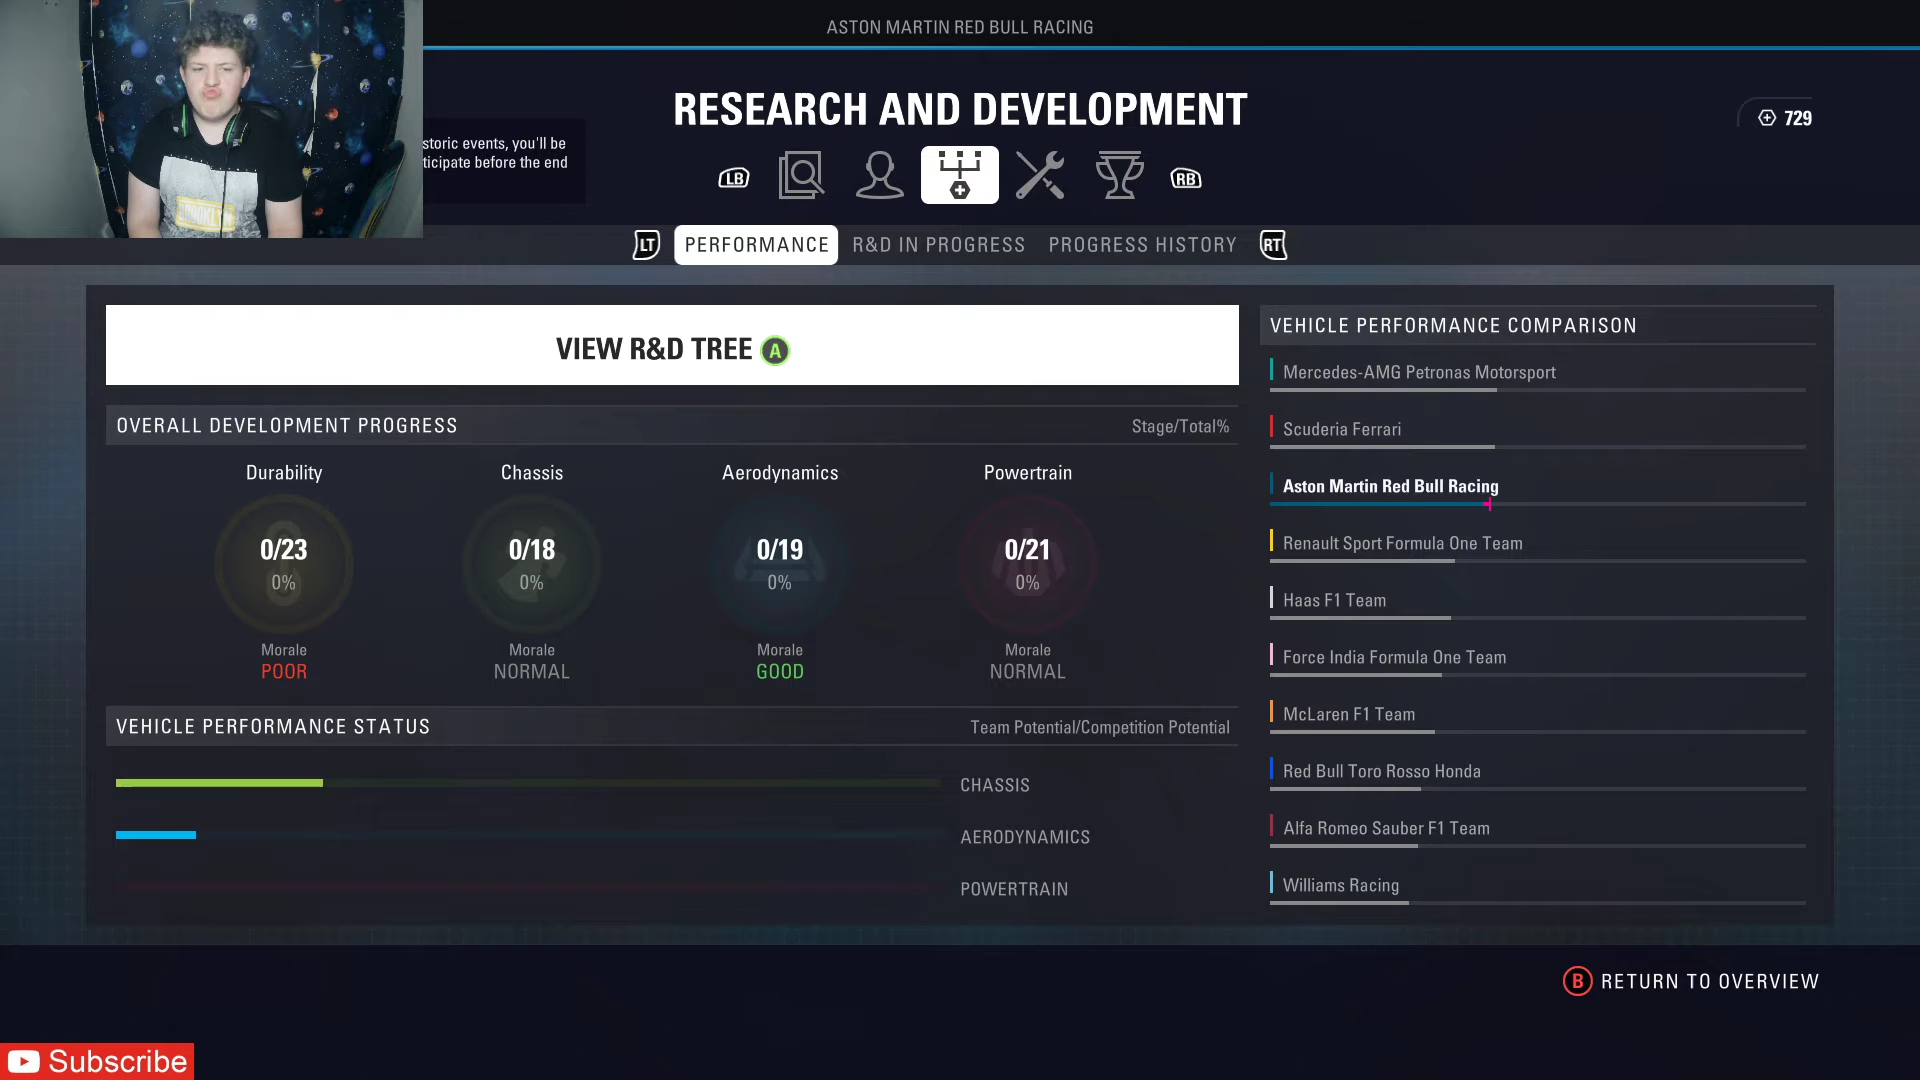 ASTON MARTIN RED BULL RACING
RESEARCH AND DEVELOPMENT
729
storic events, you'll be
ticipate before the end
LB
RB
LT PERFORMANCE R&D IN PROGRESS PROGRESS HISTORY RT
VIEW R&D TREE A
OVERALL DEVELOPMENT PROGRESS Stage/Total%
Durability Chassis Aerodynamics Powertrain
0/23 0/18 0/19 0/21
0% 0% 0% 0%
Morale Morale Morale Morale
POOR NORMAL GOOD NORMAL
VEHICLE PERFORMANCE STATUS Team Potential/Competition Potential
CHASSIS
AERODYNAMICS
POWERTRAIN
VEHICLE PERFORMANCE COMPARISON
Mercedes-AMG Petronas Motorsport
Scuderia Ferrari
Aston Martin Red Bull Racing
Renault Sport Formula One Team
Haas F1 Team
Force India Formula One Team
McLaren F1 Team
Red Bull Toro Rosso Honda
Alfa Romeo Sauber F1 Team
Williams Racing
B RETURN TO OVERVIEW
Subscribe